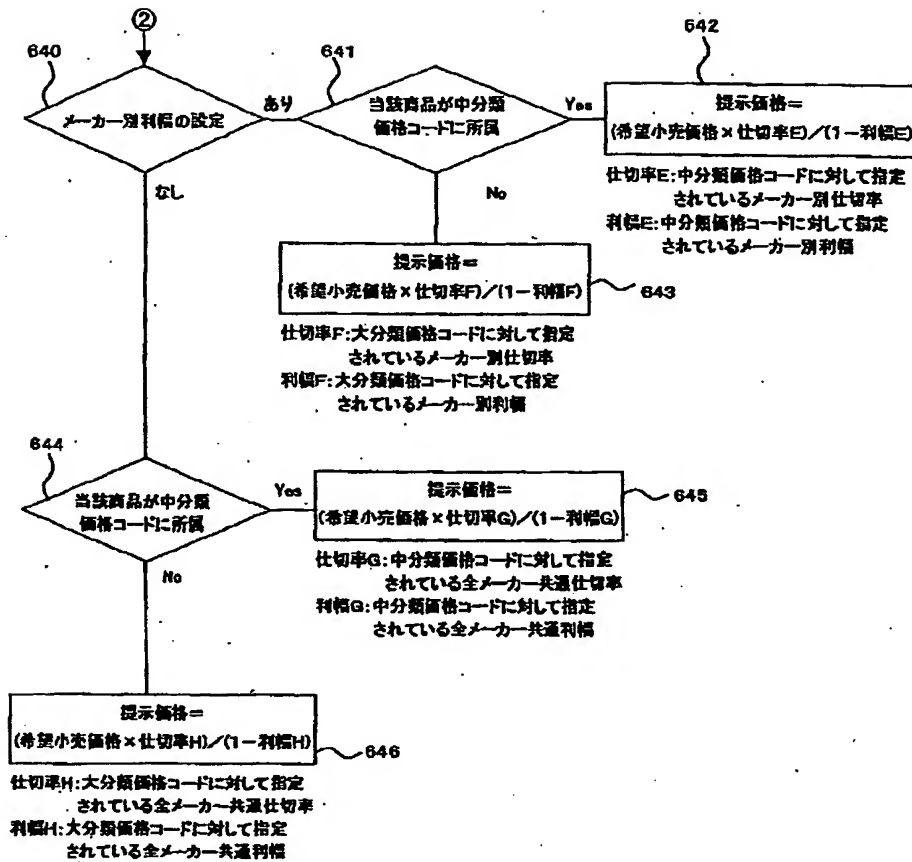 ②
640
メーカー別利幅の設定
あり
なし
641
当該商品が中分類
価格コードに所属
Yes
No
642
提示価格=
(希望小売価格×仕切率E)/(1-利幅E)
仕切率E:中分類価格コードに対して指定
されているメーカー別仕切率
利幅E:中分類価格コードに対して指定
されているメーカー別利幅
提示価格=
(希望小売価格×仕切率F)/(1-利幅F)
643
仕切率F:大分類価格コードに対して指定
されているメーカー別仕切率
利幅F:大分類価格コードに対して指定
されているメーカー別利幅
644
当該商品が中分類
価格コードに所属
Yes
No
提示価格=
(希望小売価格×仕切率G)/(1-利幅G)
645
仕切率G:中分類価格コードに対して指定
されている全メーカー共通仕切率
利幅G:中分類価格コードに対して指定
されている全メーカー共通利幅
提示価格=
(希望小売価格×仕切率H)/(1-利幅H)
646
仕切率H:大分類価格コードに対して指定
されている全メーカー共通仕切率
利幅H:大分類価格コードに対して指定
されている全メーカー共通利幅